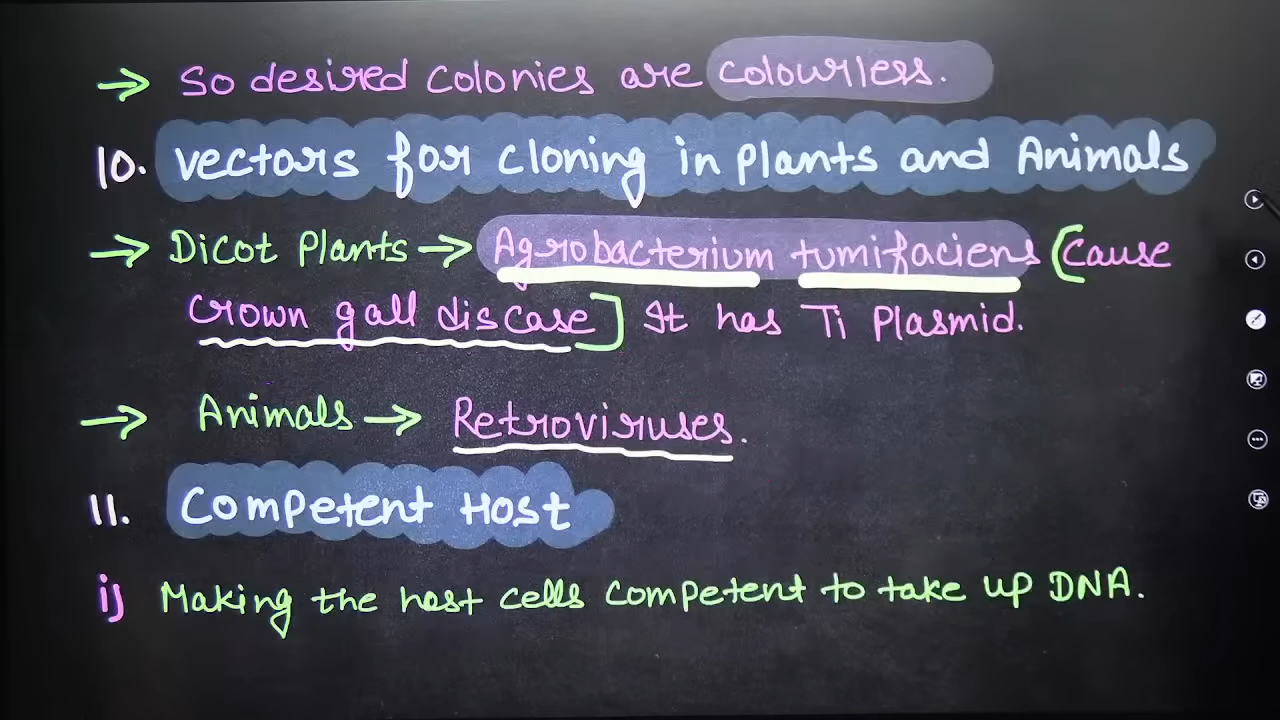 → So desired colonies are colourless.
10. Vectors for cloning in Plants and Animals
→ Dicot Plants → Agrobacterium tumifaciens (Cause
crown gall disease] It has Ti Plasmid.
→ Animals → Retroviruses.
11. Competent Host
i) Making the host cells competent to take up DNA.